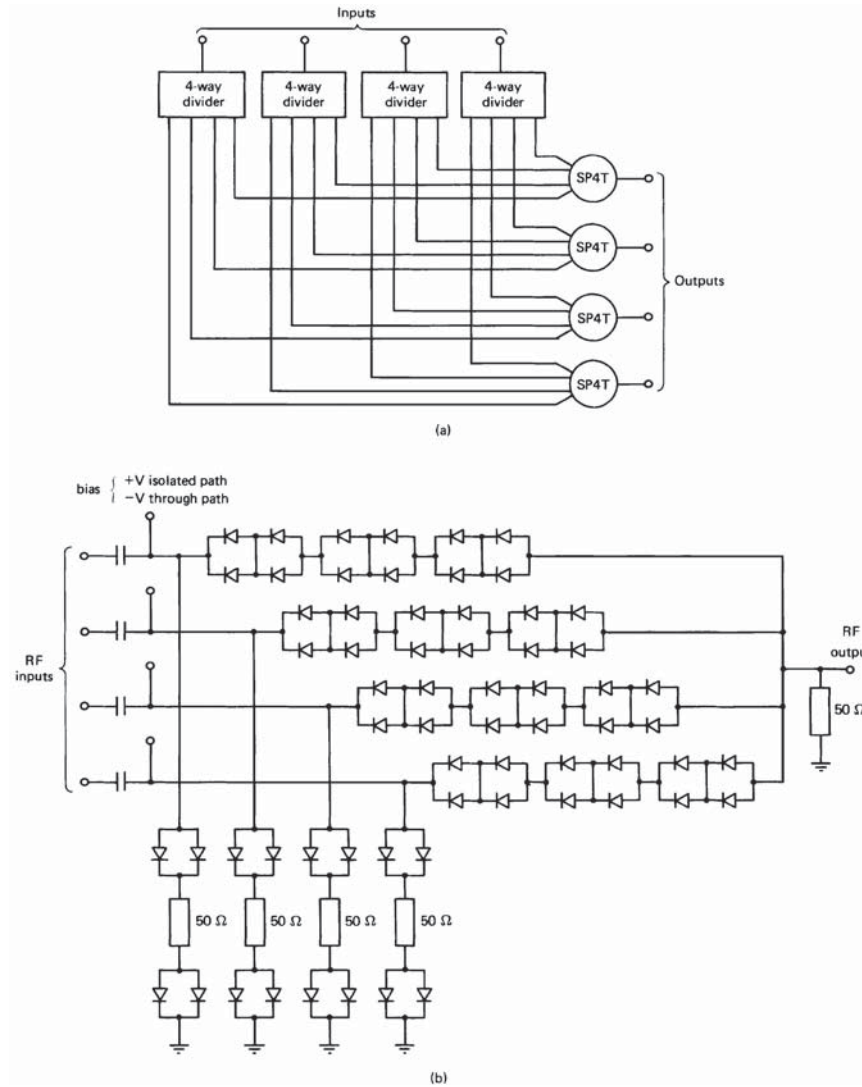 Inputs
4-way
divider
4-way
divider
4-way
divider
4-way
divider
SP4T
SP4T
SP4T
SP4T
Outputs
(a)
bias
+V isolated path
−V through path
RF
inputs
RF
output
50 Ω
50 Ω
50 Ω
50 Ω
50 Ω
(b)